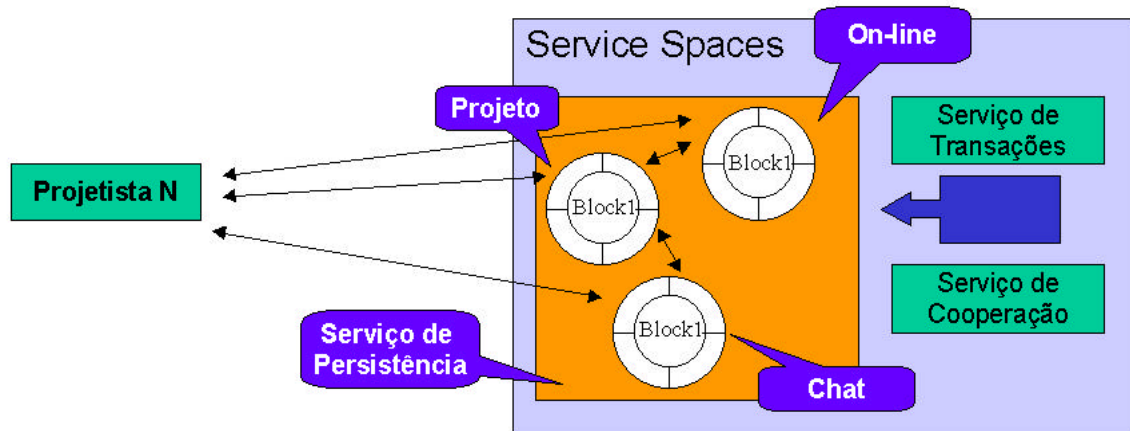 Service Spaces
On-line
Projeto
Serviço de
Transações
Block1
Projetista N
Block1
Serviço de
Cooperação
Block1
Serviço de
Persistência
Chat